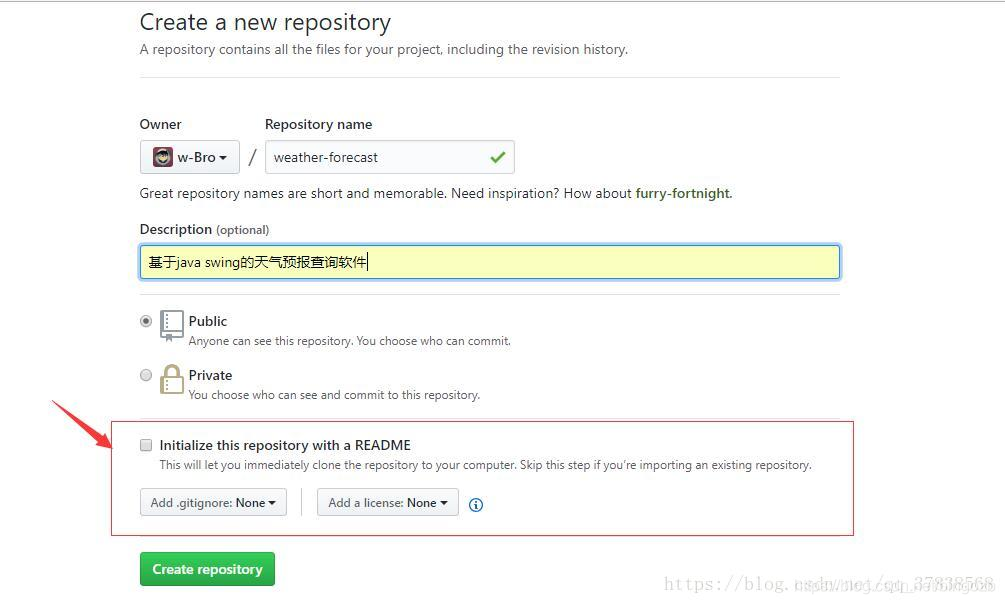 Create a new repository
A repository contains all the files for your project, including the revision history.
Owner
Repository name
w-Bro
/
weather-forecast
Great repository names are short and memorable. Need inspiration? How about furry-fortnight.
Description (optional)
基于java swing的天气预报查询软件
Public
Anyone can see this repository. You choose who can commit.
Private
You choose who can see and commit to this repository.
Initialize this repository with a README
This will let you immediately clone the repository to your computer. Skip this step if you're importing an existing repository.
Add .gitignore: None
Add a license: None
Create repository
https://blog.csdn.net/qq_37838568